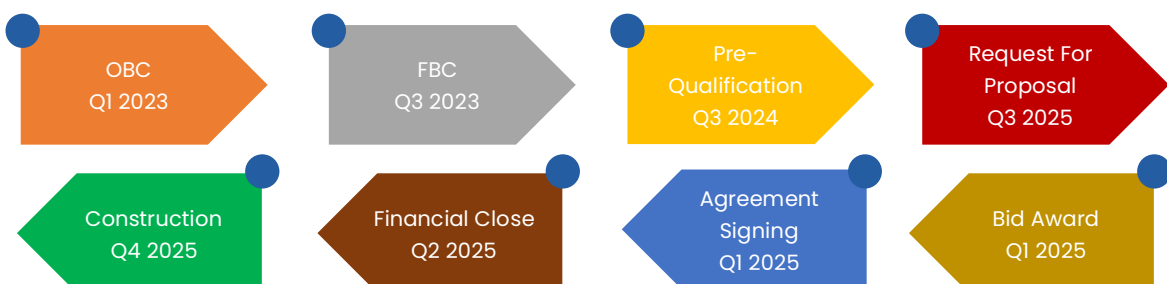 OBC
Q1 2023
FBC
Q3 2023
Pre-
Qualification
Q3 2024
Request For
Proposal
Q3 2025
Construction
Q4 2025
Financial Close
Q2 2025
Agreement
Signing
Q1 2025
Bid Award
Q1 2025